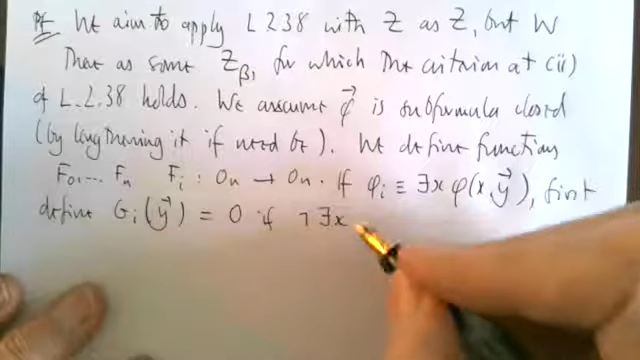 Pf We aim to apply L 2.38 with Z as Z, but W
There as some Z_β, for which the criterion at (ii)
of L.2.38 holds. We assume φ⃗ is subformula closed
(by lengthening it if need be). We define functions
F₀,... Fₙ Fᵢ : On → On. If φᵢ ≡ ∃x φ(x, y⃗), first
define Gᵢ(y⃗) = 0 if ¬∃x